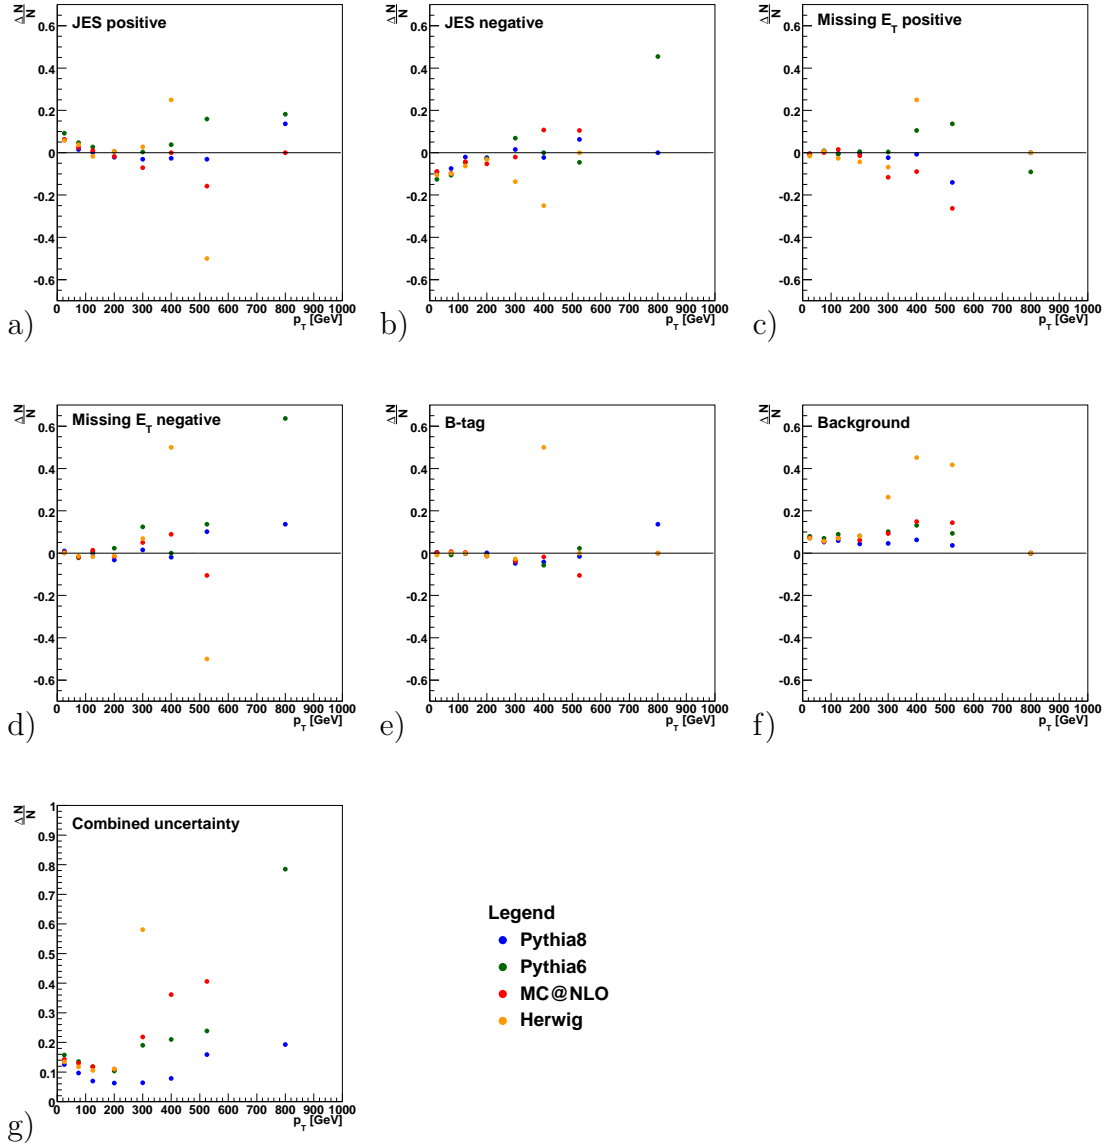 JES positive
ΔN/N
0.6
0.4
0.2
0
-0.2
-0.4
-0.6
0 100 200 300 400 500 600 700 800 900 1000
p_T [GeV]
a)
JES negative
ΔN/N
0.6
0.4
0.2
0
-0.2
-0.4
-0.6
0 100 200 300 400 500 600 700 800 900 1000
p_T [GeV]
b)
Missing E_T positive
ΔN/N
0.6
0.4
0.2
0
-0.2
-0.4
-0.6
0 100 200 300 400 500 600 700 800 900 1000
p_T [GeV]
c)
Missing E_T negative
ΔN/N
0.6
0.4
0.2
0
-0.2
-0.4
-0.6
0 100 200 300 400 500 600 700 800 900 1000
p_T [GeV]
d)
B-tag
ΔN/N
0.6
0.4
0.2
0
-0.2
-0.4
-0.6
0 100 200 300 400 500 600 700 800 900 1000
p_T [GeV]
e)
Background
ΔN/N
0.6
0.4
0.2
0
-0.2
-0.4
-0.6
0 100 200 300 400 500 600 700 800 900 1000
p_T [GeV]
f)
Combined uncertainty
ΔN/N
1
0.9
0.8
0.7
0.6
0.5
0.4
0.3
0.2
0.1
0
0 100 200 300 400 500 600 700 800 900 1000
p_T [GeV]
g)
Legend
Pythia8
Pythia6
MC@NLO
Herwig